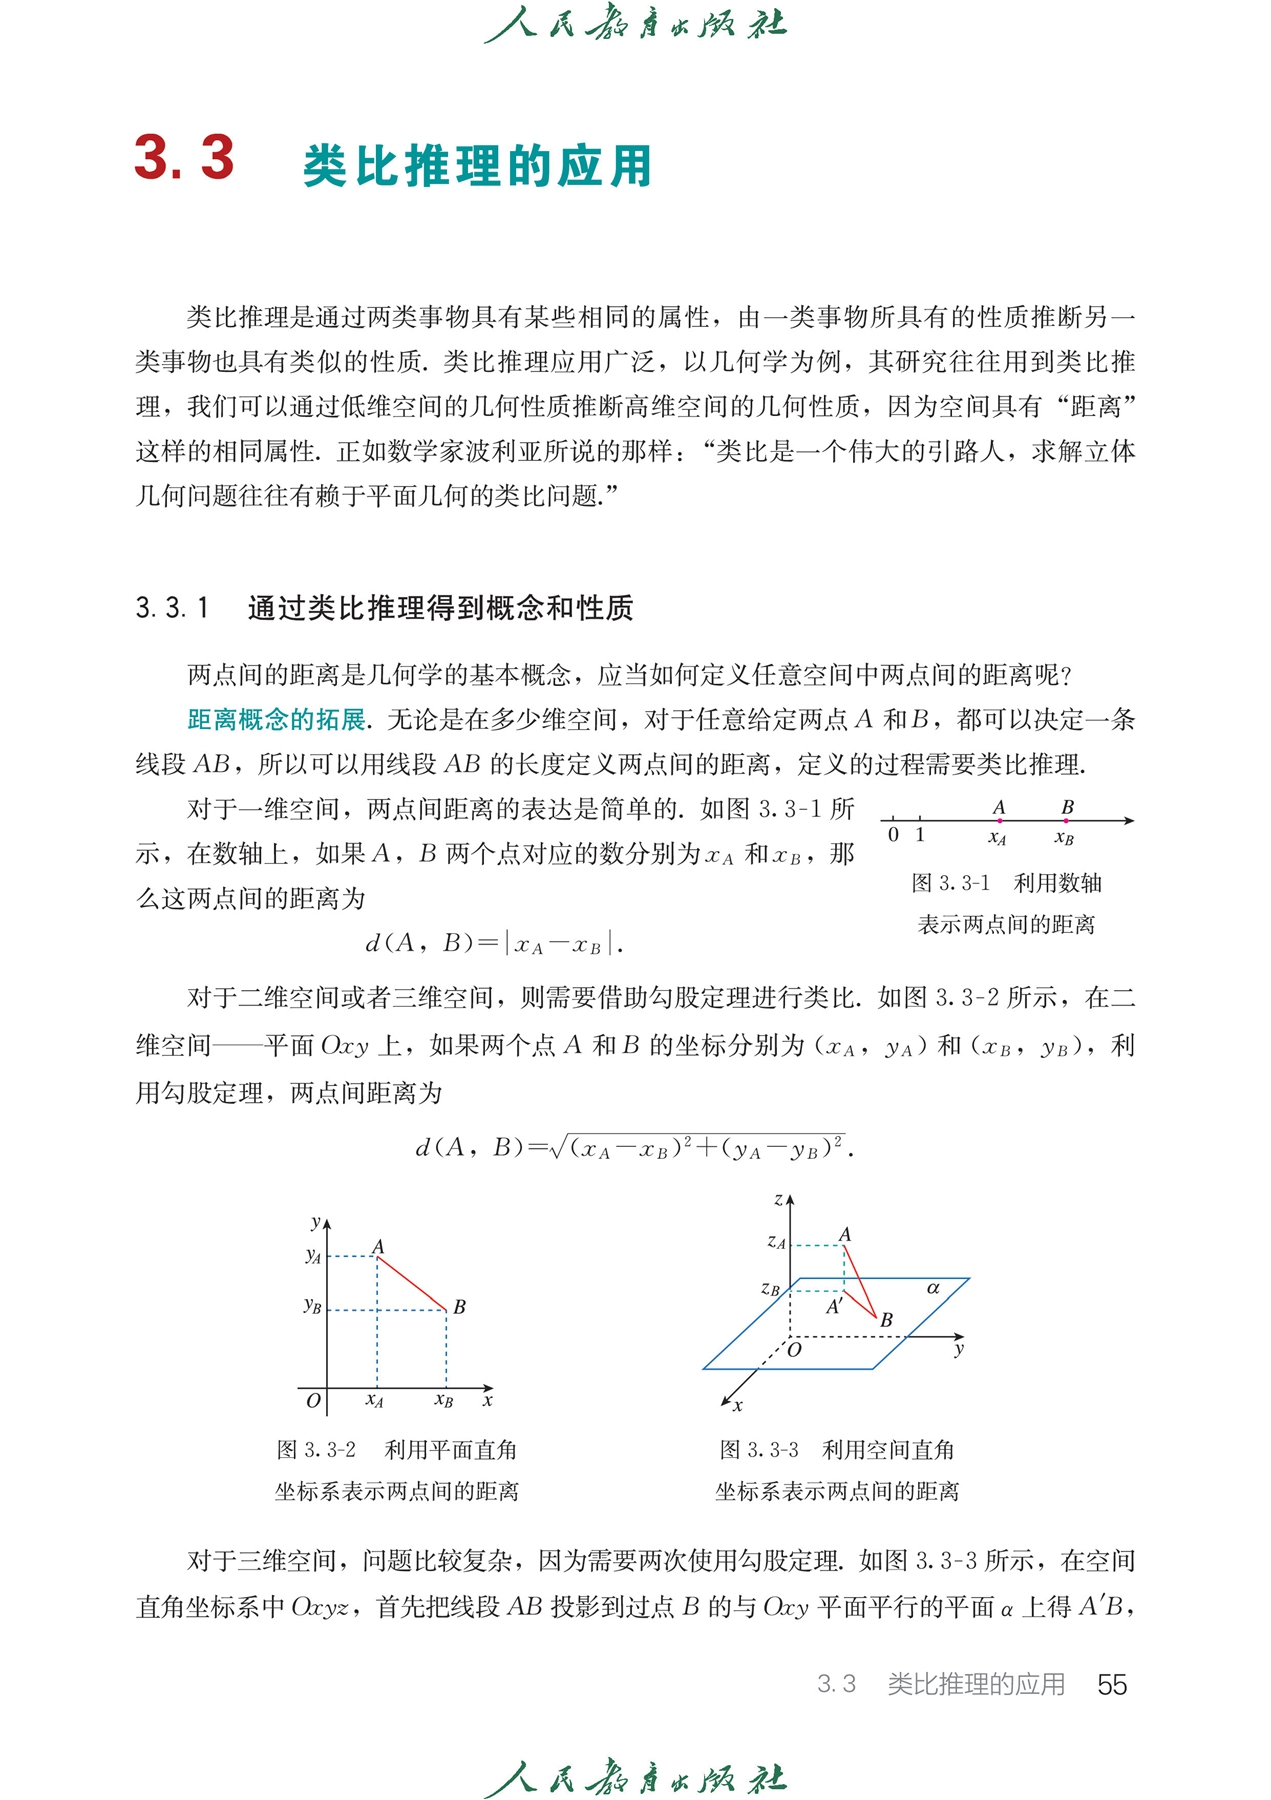 人民教育出版社
3.3 类比推理的应用
类比推理是通过两类事物具有某些相同的属性，由一类事物所具有的性质推断另一
类事物也具有类似的性质. 类比推理应用广泛，以几何学为例，其研究往往用到类比推
理，我们可以通过低维空间的几何性质推断高维空间的几何性质，因为空间具有“距离”
这样的相同属性. 正如数学家波利亚所说的那样：“类比是一个伟大的引路人，求解立体
几何问题往往有赖于平面几何的类比问题.”
3.3.1 通过类比推理得到概念和性质
两点间的距离是几何学的基本概念，应当如何定义任意空间中两点间的距离呢？
距离概念的拓展. 无论是在多少维空间，对于任意给定两点 A 和 B，都可以决定一条
线段 AB，所以可以用线段 AB 的长度定义两点间的距离，定义的过程需要类比推理.
对于一维空间，两点间距离的表达是简单的. 如图 3.3-1 所
示，在数轴上，如果 A，B 两个点对应的数分别为 x_A 和 x_B，那
么这两点间的距离为
A B
0 1 x_A x_B
图 3.3-1 利用数轴
表示两点间的距离
d(A，B)=|x_A−x_B|.
对于二维空间或者三维空间，则需要借助勾股定理进行类比. 如图 3.3-2 所示，在二
维空间——平面 Oxy 上，如果两个点 A 和 B 的坐标分别为 (x_A，y_A) 和 (x_B，y_B)，利
用勾股定理，两点间距离为
d(A，B)=√(x_A−x_B)²+(y_A−y_B)².
y
y_A A
y_B B
O x_A x_B x
图 3.3-2 利用平面直角
坐标系表示两点间的距离
z
z_A A
z_B A′ B α
O y
x
图 3.3-3 利用空间直角
坐标系表示两点间的距离
对于三维空间，问题比较复杂，因为需要两次使用勾股定理. 如图 3.3-3 所示，在空间
直角坐标系中 Oxyz，首先把线段 AB 投影到过点 B 的与 Oxy 平面平行的平面 α 上得 A′B，
3.3 类比推理的应用 55
人民教育出版社